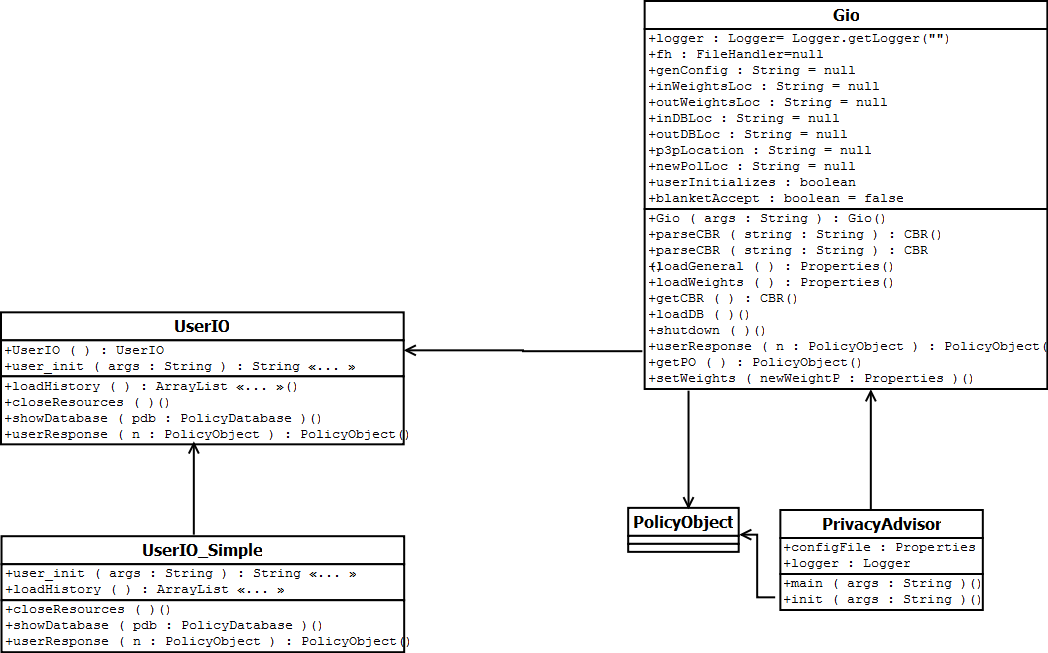 Gio
+logger : Logger= Logger.getLogger("")
+fh : FileHandler=null
+genConfig : String = null
+inWeightsLoc : String = null
+outWeightsLoc : String = null
+inDBLoc : String = null
+outDBLoc : String = null
+p3pLocation : String = null
+newPolLoc : String = null
+userInitializes : boolean
+blanketAccept : boolean = false
+Gio ( args : String ) : Gio()
+parseCBR ( string : String ) : CBR()
+parseCBR ( string : String ) : CBR
+loadGeneral ( ) : Properties()
+loadWeights ( ) : Properties()
+getCBR ( ) : CBR()
+loadDB ( )()
+shutdown ( )()
+userResponse ( n : PolicyObject ) : PolicyObject(
+getPO ( ) : PolicyObject()
+setWeights ( newWeightP : Properties )()
UserIO
+UserIO ( ) : UserIO
+user_init ( args : String ) : String «... »
+loadHistory ( ) : ArrayList «... »()
+closeResources ( )()
+showDatabase ( pdb : PolicyDatabase )()
+userResponse ( n : PolicyObject ) : PolicyObject()
UserIO_Simple
+user_init ( args : String ) : String «... »
+loadHistory ( ) : ArrayList «... »
+closeResources ( )()
+showDatabase ( pdb : PolicyDatabase )()
+userResponse ( n : PolicyObject ) : PolicyObject()
PolicyObject
PrivacyAdvisor
+configFile : Properties
+logger : Logger
+main ( args : String )()
+init ( args : String )()